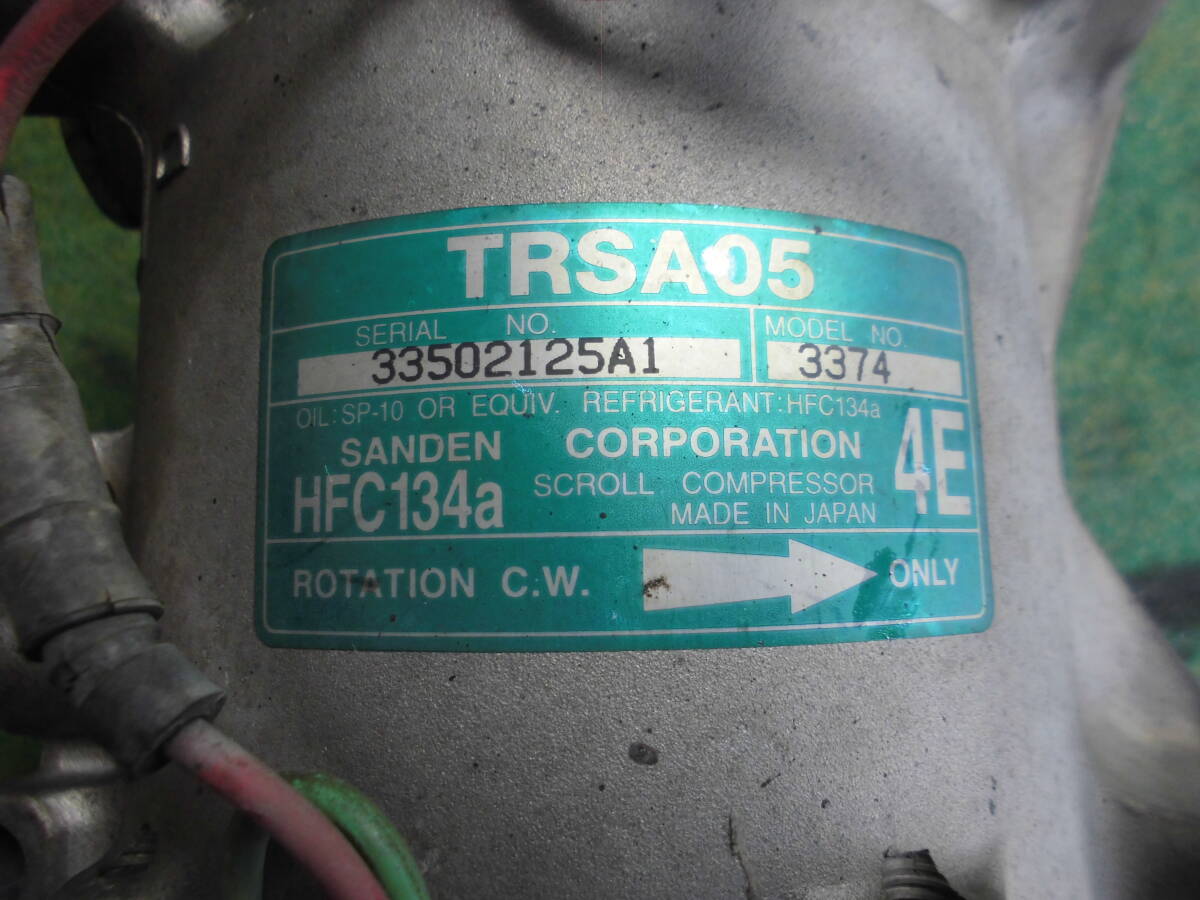 TRSA05
SERIAL NO. MODEL NO.
33502125A1 3374
OIL:SP-10 OR EQUIV. REFRIGERANT:HFC134a
SANDEN CORPORATION 4E
HFC134a SCROLL COMPRESSOR
MADE IN JAPAN
ROTATION C.W. ONLY